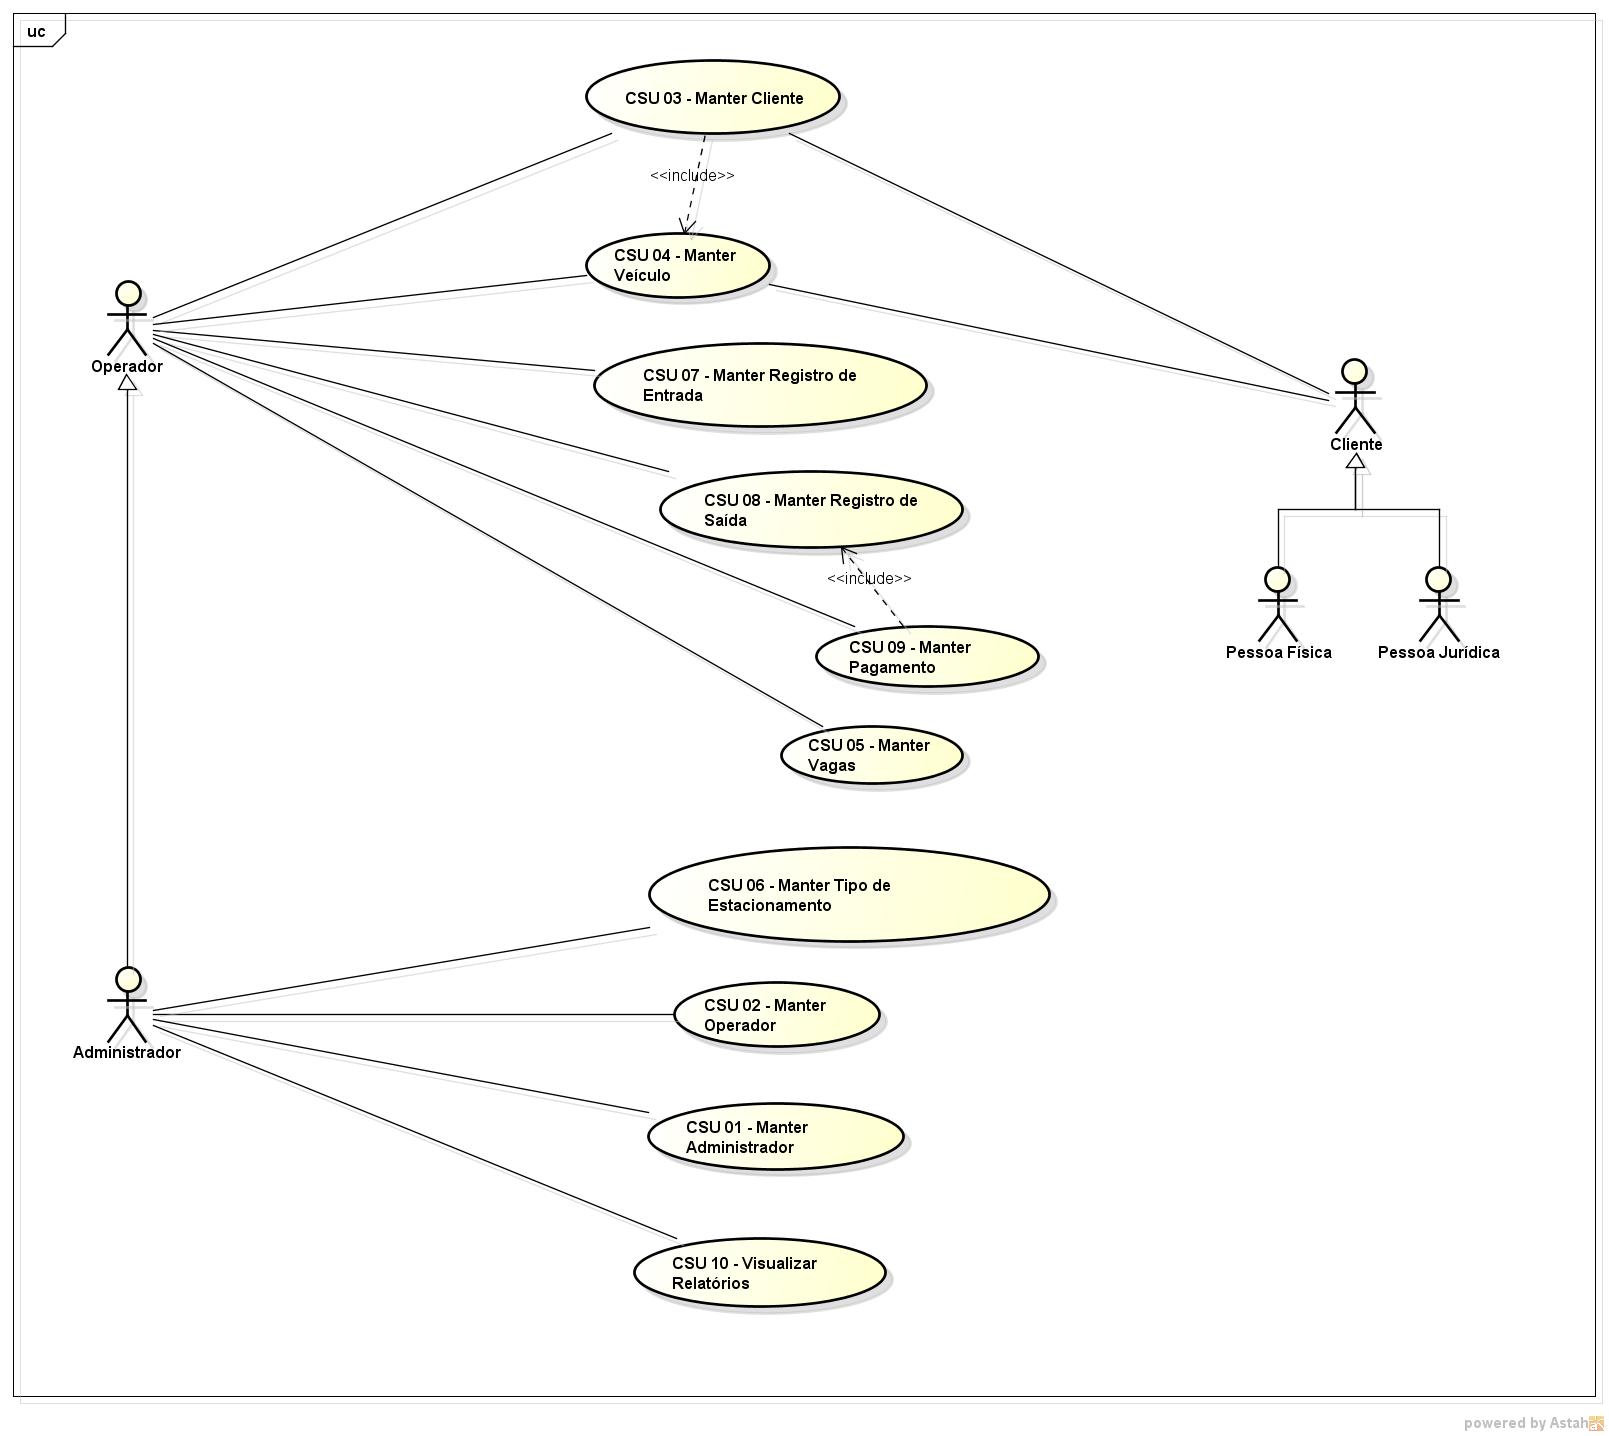 uc
CSU 03 - Manter Cliente
<<include>>
CSU 04 - Manter
Veículo
Operador
CSU 07 - Manter Registro de
Entrada
Cliente
CSU 08 - Manter Registro de
Saída
<<include>>
CSU 09 - Manter
Pagamento
Pessoa Física
Pessoa Jurídica
CSU 05 - Manter
Vagas
CSU 06 - Manter Tipo de
Estacionamento
CSU 02 - Manter
Operador
Administrador
CSU 01 - Manter
Administrador
CSU 10 - Visualizar
Relatórios
powered by Astah